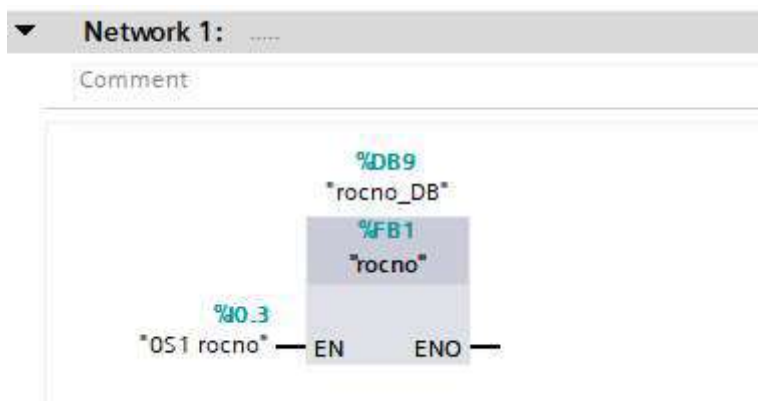 Network 1: .....
Comment
%DB9
"rocno_DB"
%FB1
"rocno"
%I0.3
"0S1 rocno"
EN ENO